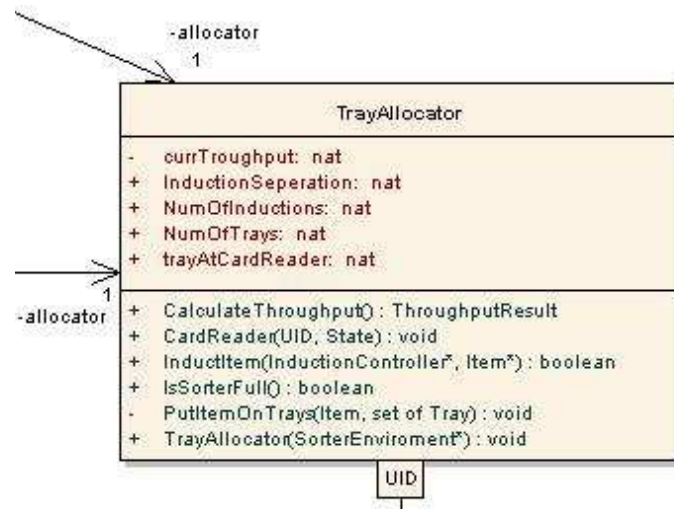 -allocator
1
TrayAllocator
- currTroughput: nat
+ InductionSeperation: nat
+ NumOfInductions: nat
+ NumOfTrays: nat
+ trayAtCardReader: nat
1
-allocator
+ CalculateThroughput() : ThroughputResult
+ CardReader(UID, State) : void
+ InductItem(InductionController*, Item*) : boolean
+ IsSorterFull() : boolean
- PutItemOnTrays(Item, set of Tray) : void
+ TrayAllocator(SorterEnviroment*) : void
UID